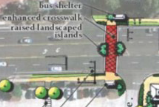 bus shelter
enhanced crosswalk
raised landscaped
islands